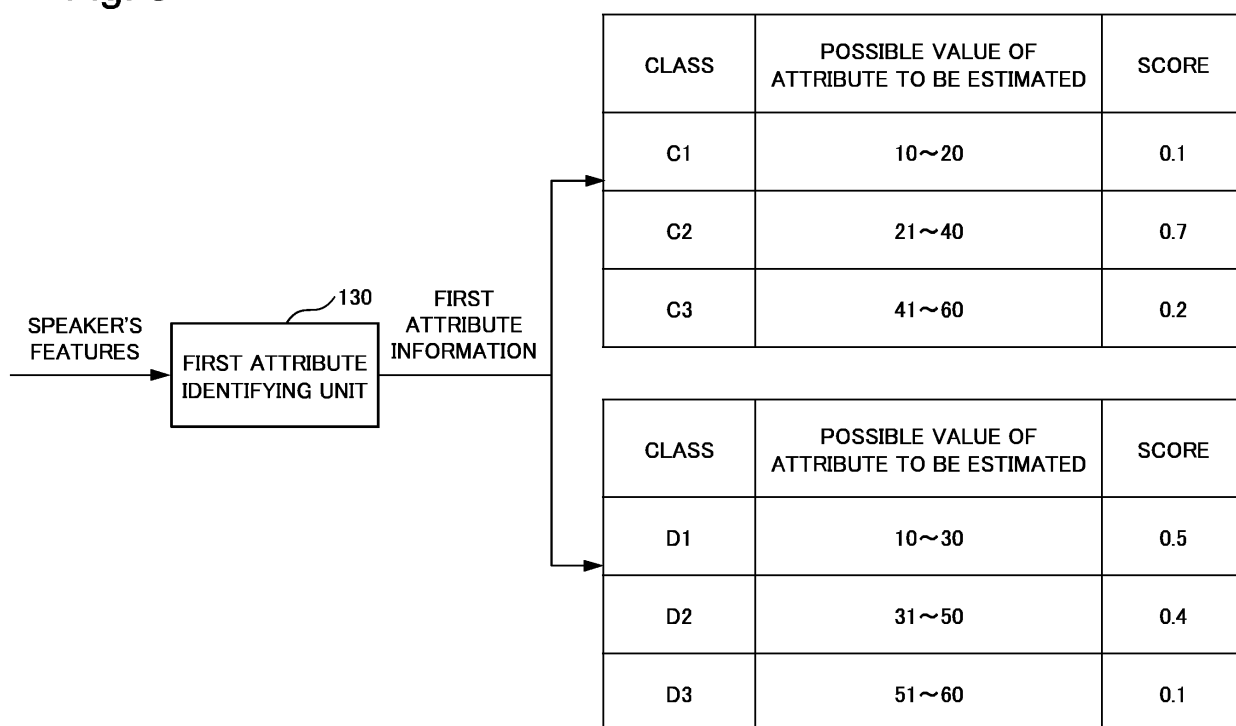 CLASS POSSIBLE VALUE OF SCORE
ATTRIBUTE TO BE ESTIMATED
C1 10～20 0.1
C2 21～40 0.7
C3 41～60 0.2
130
SPEAKER'S
FEATURES
FIRST ATTRIBUTE
IDENTIFYING UNIT
FIRST
ATTRIBUTE
INFORMATION
CLASS POSSIBLE VALUE OF SCORE
ATTRIBUTE TO BE ESTIMATED
D1 10～30 0.5
D2 31～50 0.4
D3 51～60 0.1